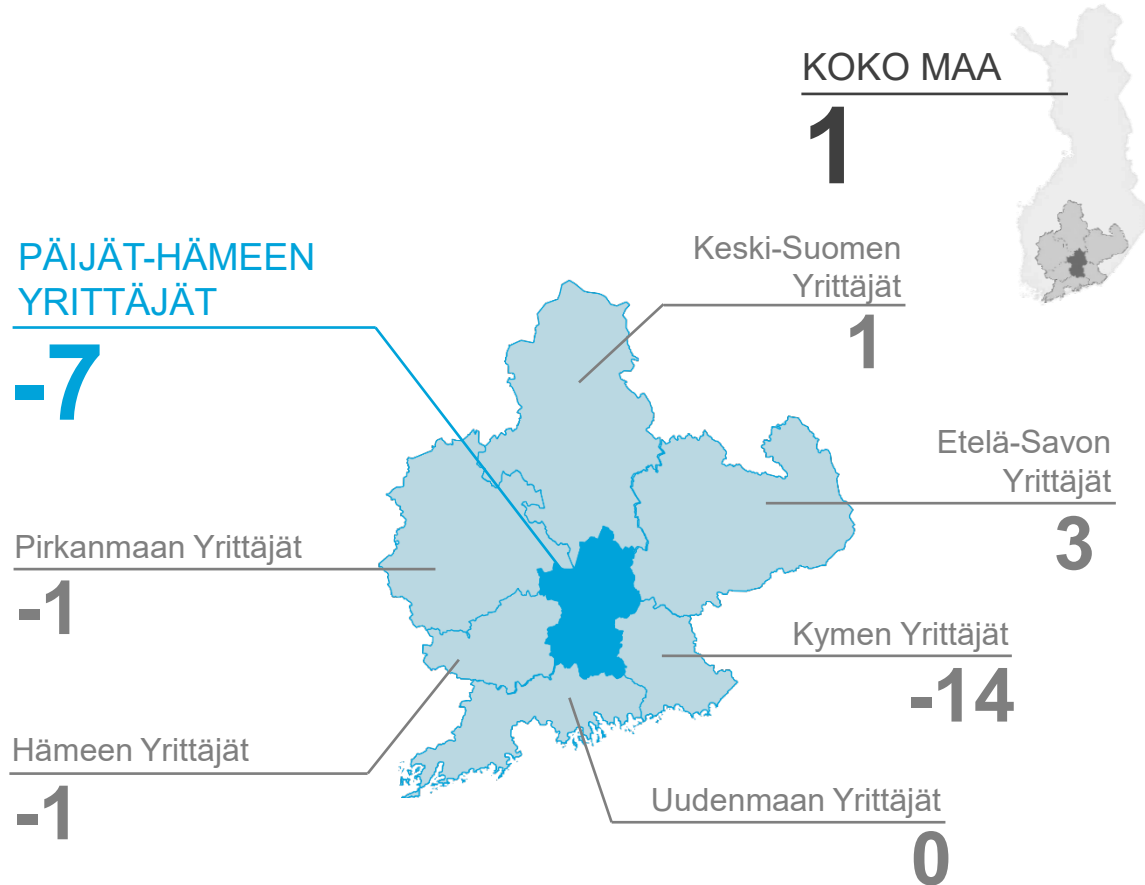 KOKO MAA
1
PÄIJÄT-HÄMEEN
YRITTÄJÄT
-7
Keski-Suomen
Yrittäjät
1
Etelä-Savon
Yrittäjät
3
Pirkanmaan Yrittäjät
-1
Kymen Yrittäjät
-14
Hämeen Yrittäjät
-1
Uudenmaan Yrittäjät
0